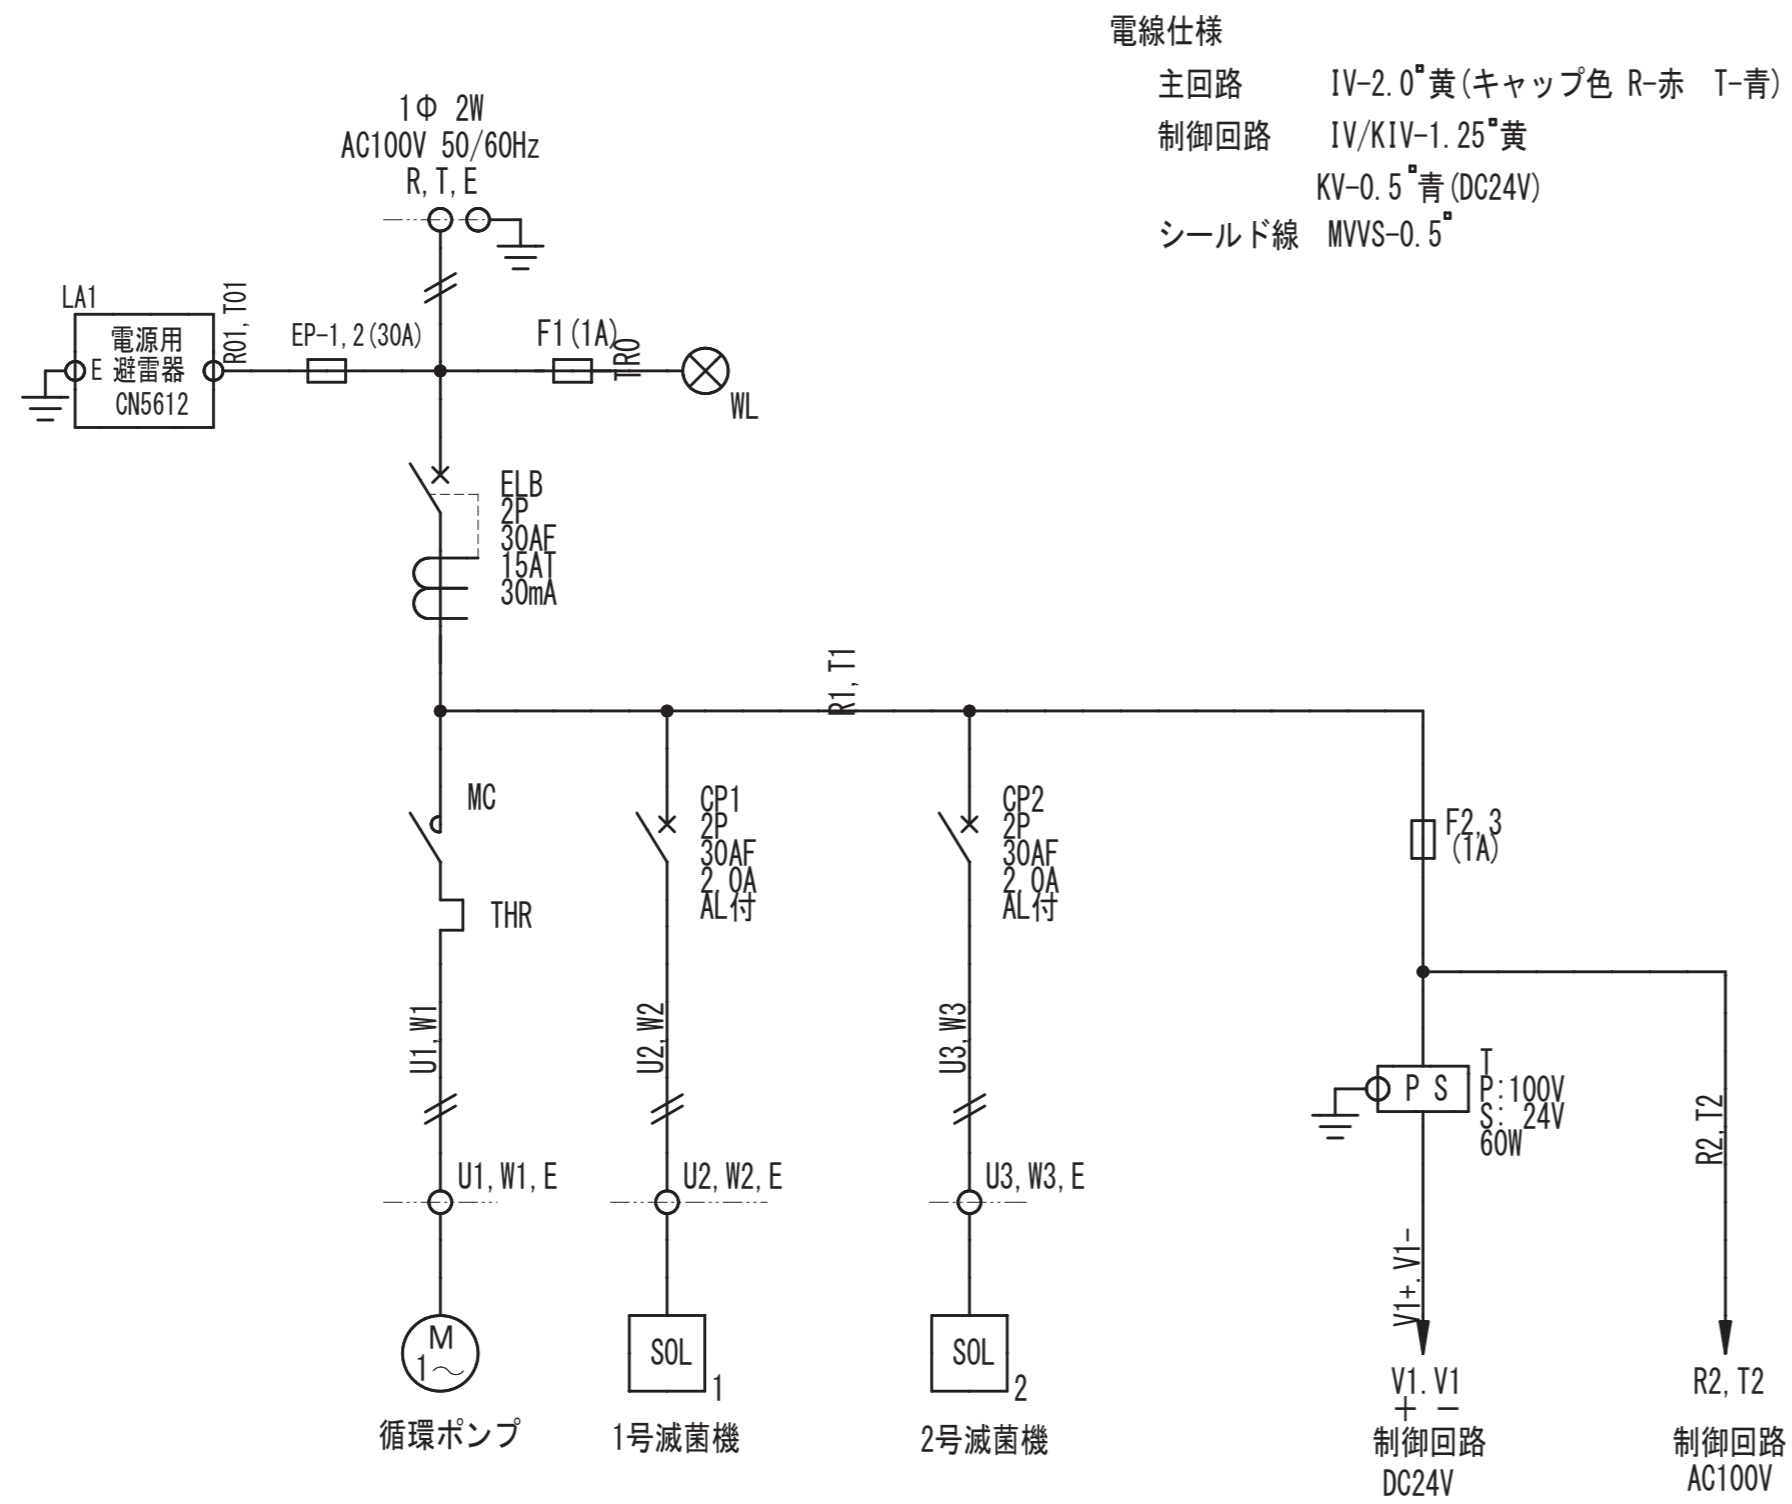 電線仕様
主回路 IV-2.0□黄(キャップ色 R-赤 T-青)
制御回路 IV/KIV-1.25□黄
KV-0.5□青(DC24V)
シールド線 MVVS-0.5□
1Φ 2W
AC100V 50/60Hz
R,T,E
LA1
電源用
E 避雷器
CN5612
R01,T01
EP-1,2(30A)
F1(1A)
TR0
WL
ELB
2P
30AF
15AT
30mA
R1,T1
MC
THR
CP1
2P
30AF
2.0A
AL付
CP2
2P
30AF
2.0A
AL付
F2,3
(1A)
U1,W1
U2,W2
U3,W3
P S
T
P:100V
S: 24V
60W
R2,T2
U1,W1,E
U2,W2,E
U3,W3,E
V1+.V1-
M
1~
SOL
1
SOL
2
循環ポンプ
1号滅菌機
2号滅菌機
V1.V1
+ -
制御回路
DC24V
R2,T2
制御回路
AC100V